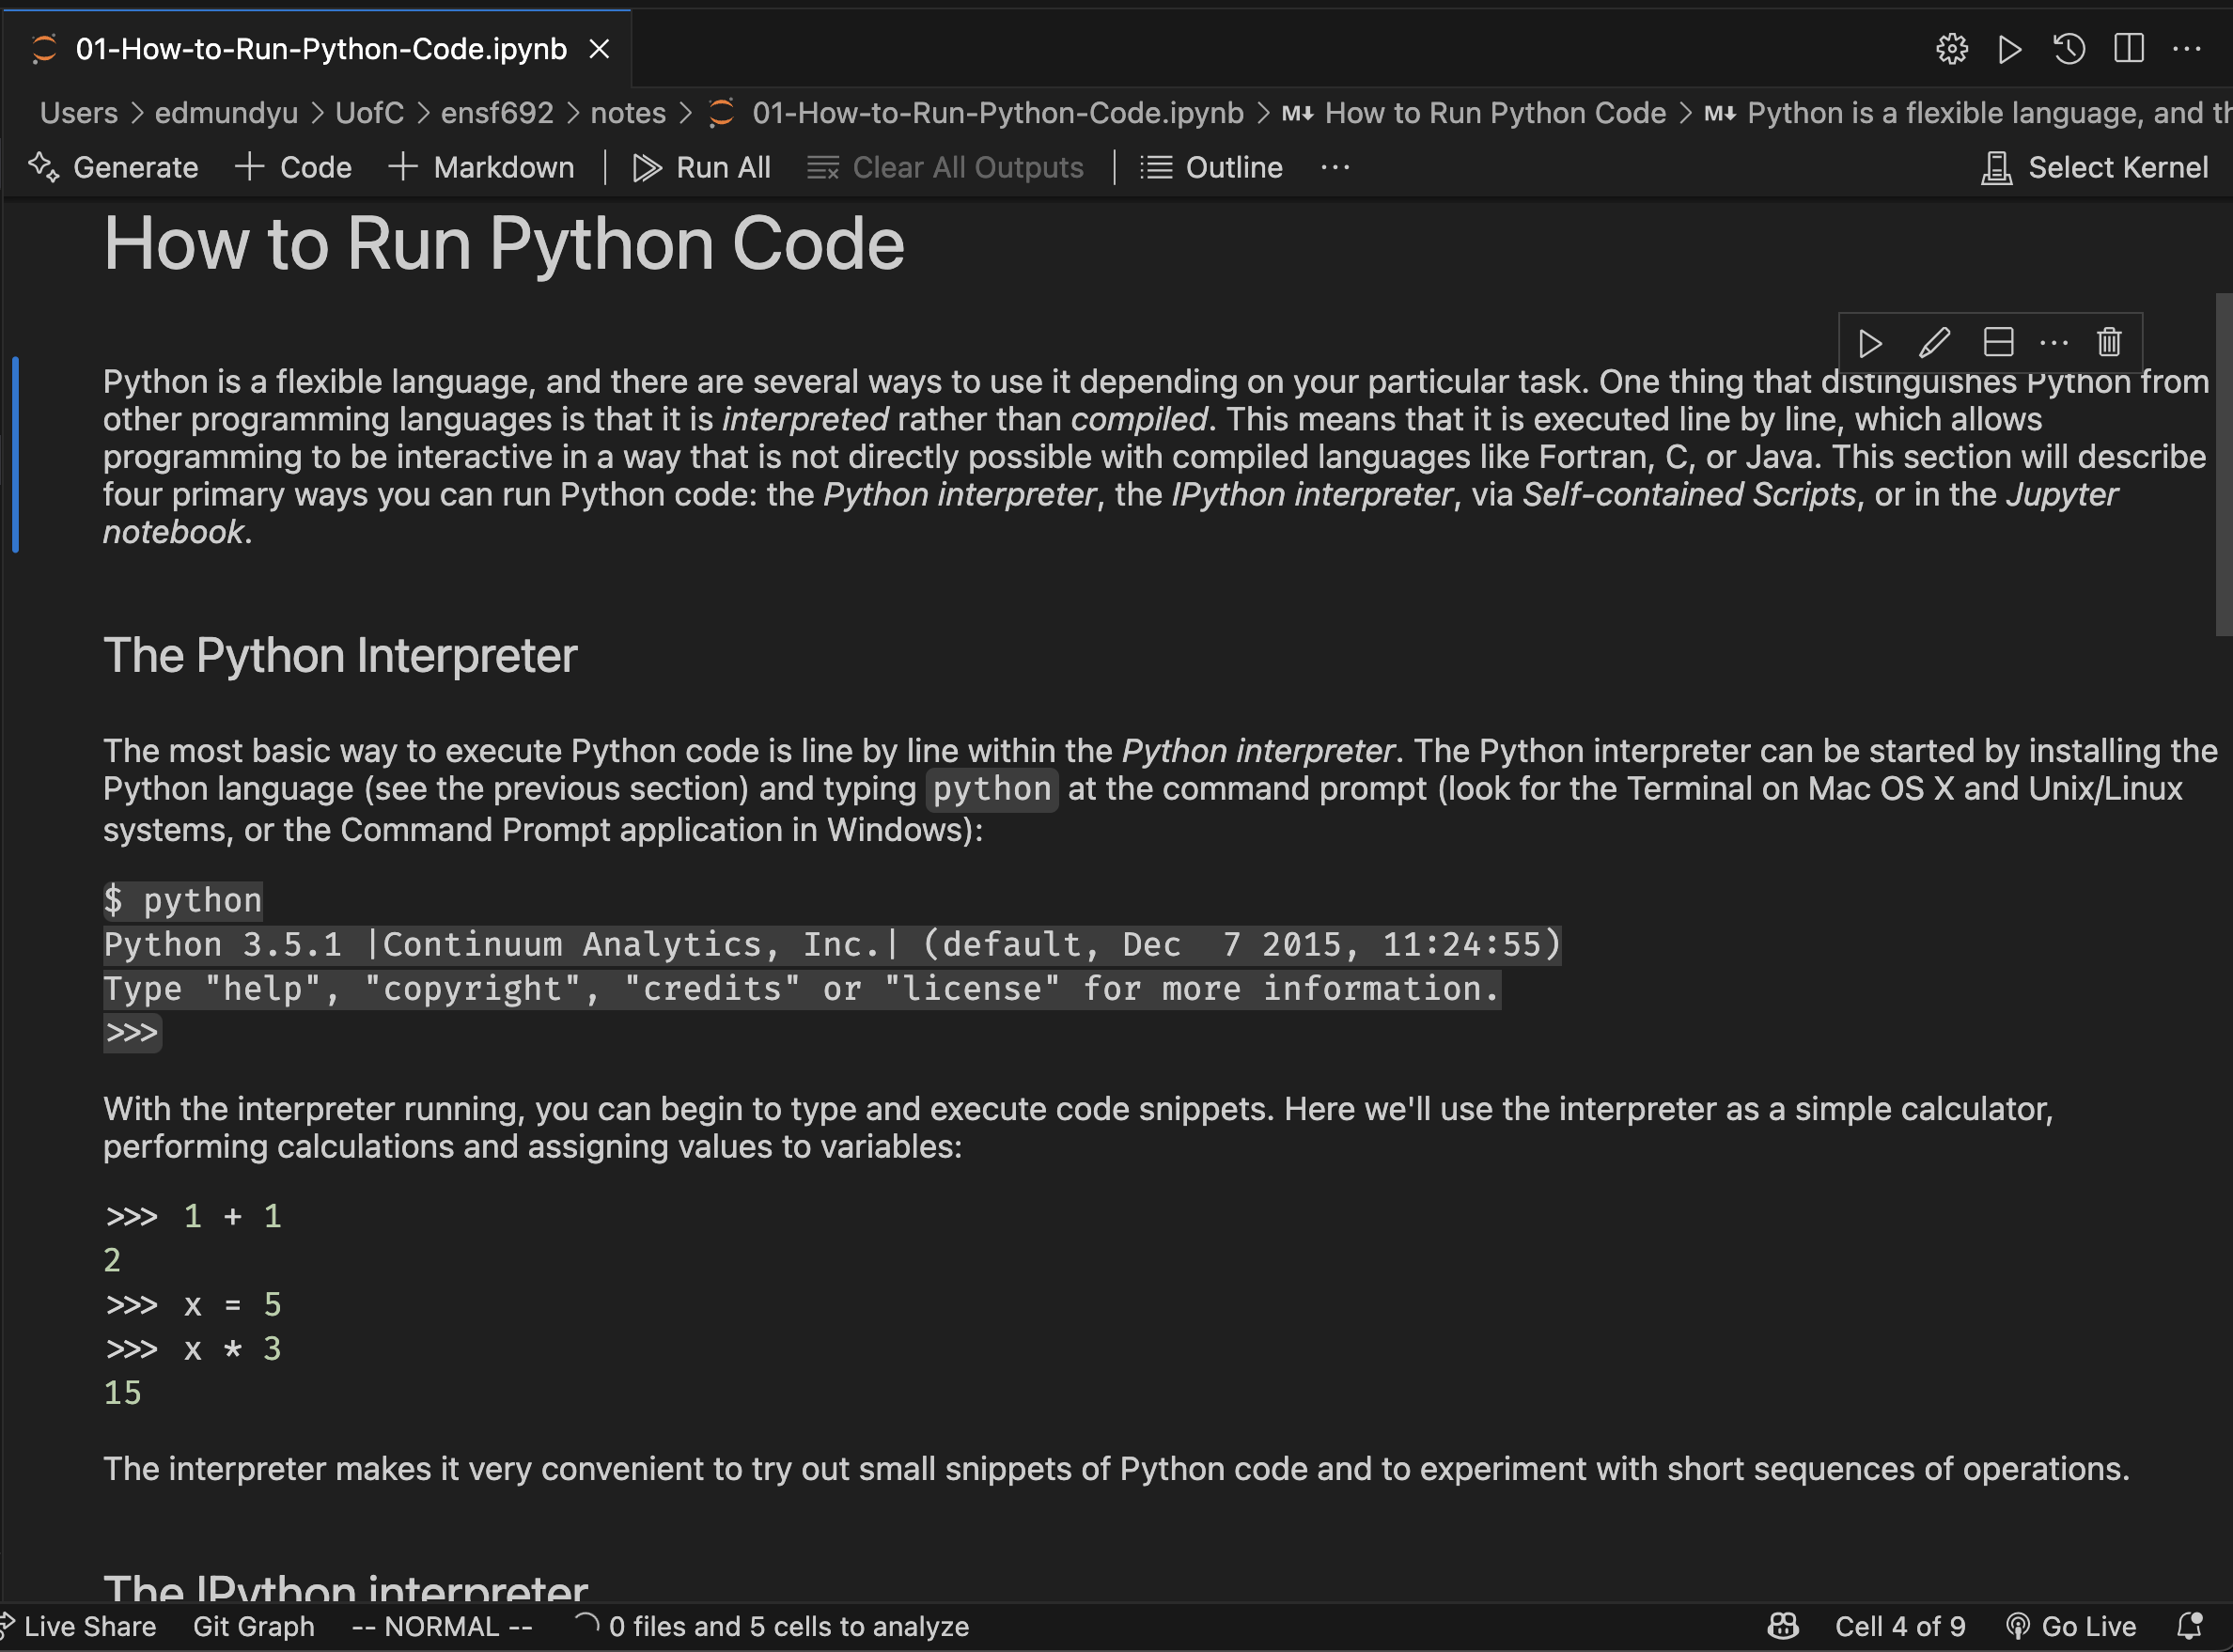 01-How-to-Run-Python-Code.ipynb
Users > edmundyu > UofC > ensf692 > notes > 01-How-to-Run-Python-Code.ipynb > M↓ How to Run Python Code > M↓ Python is a flexible language, and th
Generate + Code + Markdown | Run All Clear All Outputs | Outline ... Select Kernel
How to Run Python Code
Python is a flexible language, and there are several ways to use it depending on your particular task. One thing that distinguishes Python from
other programming languages is that it is interpreted rather than compiled. This means that it is executed line by line, which allows
programming to be interactive in a way that is not directly possible with compiled languages like Fortran, C, or Java. This section will describe
four primary ways you can run Python code: the Python interpreter, the IPython interpreter, via Self-contained Scripts, or in the Jupyter
notebook.
The Python Interpreter
The most basic way to execute Python code is line by line within the Python interpreter. The Python interpreter can be started by installing the
Python language (see the previous section) and typing python at the command prompt (look for the Terminal on Mac OS X and Unix/Linux
systems, or the Command Prompt application in Windows):
$ python
Python 3.5.1 |Continuum Analytics, Inc.| (default, Dec  7 2015, 11:24:55)
Type "help", "copyright", "credits" or "license" for more information.
>>>
With the interpreter running, you can begin to type and execute code snippets. Here we'll use the interpreter as a simple calculator,
performing calculations and assigning values to variables:
>>> 1 + 1
2
>>> x = 5
>>> x * 3
15
The interpreter makes it very convenient to try out small snippets of Python code and to experiment with short sequences of operations.
The IPython interpreter
Live Share Git Graph -- NORMAL -- 0 files and 5 cells to analyze Cell 4 of 9 Go Live